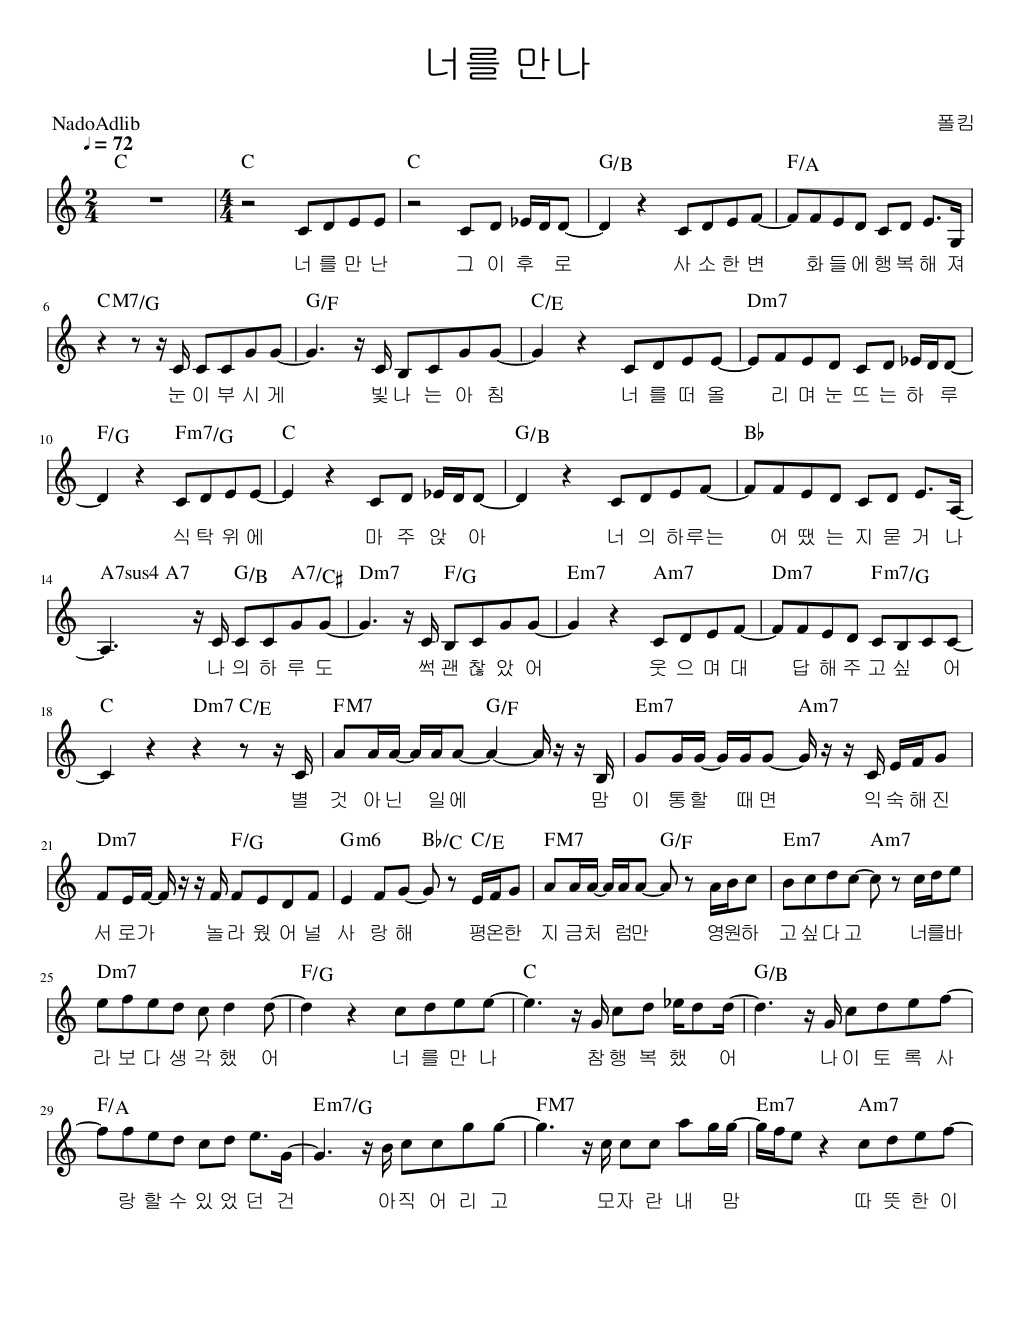 너를 만나
NadoAdlib 폴킴
♩= 72
C C C G/B F/A
2/4 4/4
너 를 만 난 그 이 후 로 사 소 한 변 화 들 에 행 복 해 져
6 CM7/G G/F C/E Dm7
눈 이 부 시 게 빛 나 는 아 침 너 를 떠 올 리 며 눈 뜨 는 하 루
10 F/G Fm7/G C G/B B♭
식 탁 위 에 마 주 앉 아 너 의 하루는 어 땠 는 지 묻 거 나
14 A7sus4 A7 G/B A7/C♯ Dm7 F/G Em7 Am7 Dm7 Fm7/G
나 의 하 루 도 썩 괜 찮 았 어 웃 으 며 대 답 해 주 고 싶 어
18 C Dm7 C/E FM7 G/F Em7 Am7
별 것 아 닌 일 에 맘 이 통 할 때 면 익 숙 해 진
21 Dm7 F/G Gm6 B♭/C C/E FM7 G/F Em7 Am7
서 로 가 놀 라 웠 어 널 사 랑 해 평온한 지 금 처 럼만 영원하 고 싶 다 고 너를바
25 Dm7 F/G C G/B
라 보 다 생 각 했 어 너 를 만 나 참 행 복 했 어 나 이 토 록 사
29 F/A Em7/G FM7 Em7 Am7
랑 할 수 있 었 던 건 아 직 어 리 고 모 자 란 내 맘 따 뜻 한 이